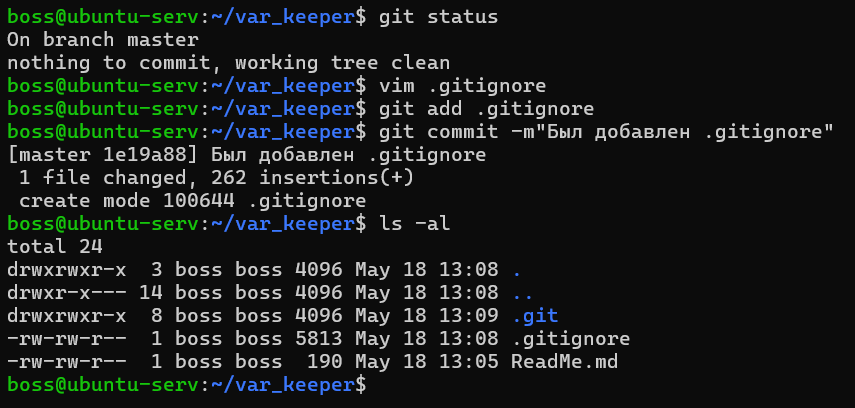 boss@ubuntu-serv:~/var_keeper$ git status
On branch master
nothing to commit, working tree clean
boss@ubuntu-serv:~/var_keeper$ vim .gitignore
boss@ubuntu-serv:~/var_keeper$ git add .gitignore
boss@ubuntu-serv:~/var_keeper$ git commit -m"Был добавлен .gitignore"
[master 1e19a88] Был добавлен .gitignore
 1 file changed, 262 insertions(+)
 create mode 100644 .gitignore
boss@ubuntu-serv:~/var_keeper$ ls -al
total 24
drwxrwxr-x  3 boss boss 4096 May 18 13:08 .
drwxr-x--- 14 boss boss 4096 May 18 13:08 ..
drwxrwxr-x  8 boss boss 4096 May 18 13:09 .git
-rw-rw-r--  1 boss boss 5813 May 18 13:08 .gitignore
-rw-rw-r--  1 boss boss  190 May 18 13:05 ReadMe.md
boss@ubuntu-serv:~/var_keeper$